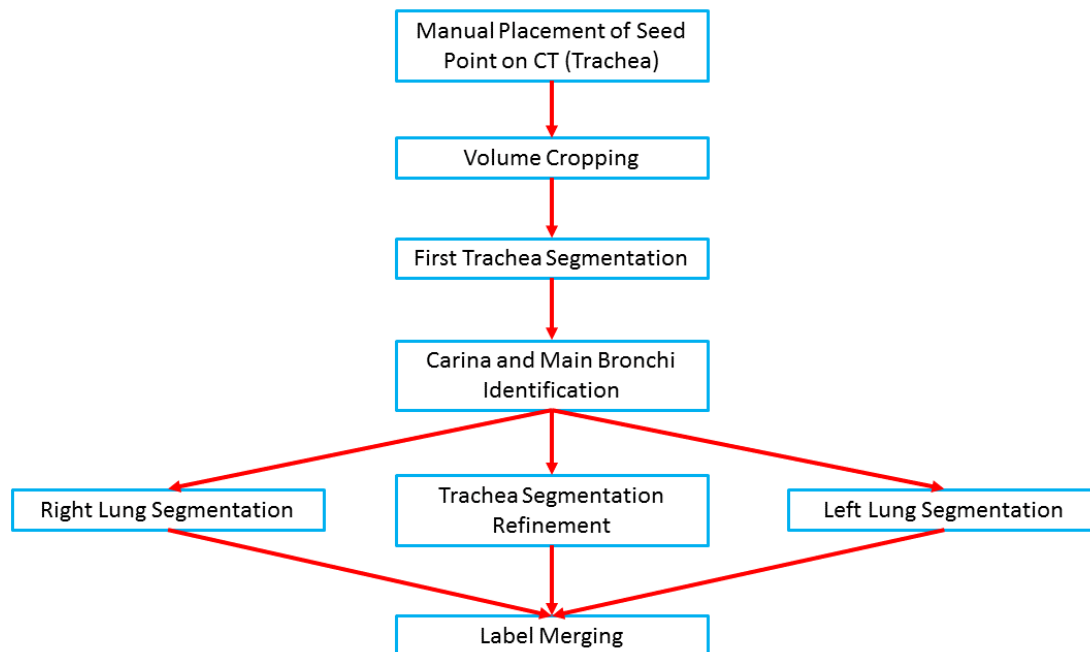 Manual Placement of Seed
Point on CT (Trachea)
Volume Cropping
First Trachea Segmentation
Carina and Main Bronchi
Identification
Right Lung Segmentation
Trachea Segmentation
Refinement
Left Lung Segmentation
Label Merging